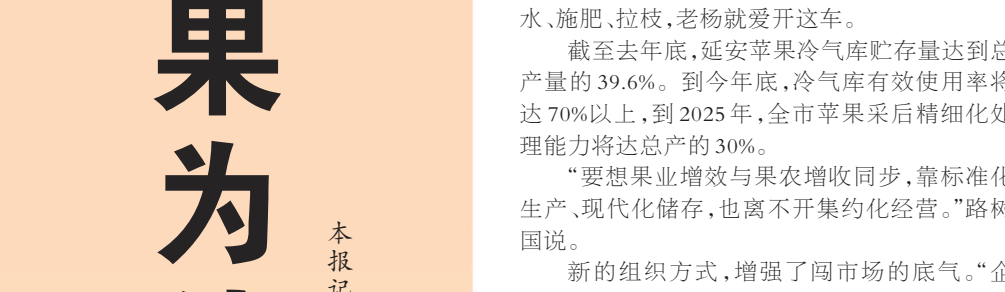 果
为
本
报
记
水、施肥、拉枝，老杨就爱开这车。
截至去年底，延安苹果冷气库贮存量达到总
产量的39.6%。到今年底，冷气库有效使用率将
达70%以上，到2025年，全市苹果采后精细化处
理能力将达总产的30%。
“要想果业增效与果农增收同步，靠标准化
生产、现代化储存，也离不开集约化经营。”路树
国说。
新的组织方式，增强了闯市场的底气。“企